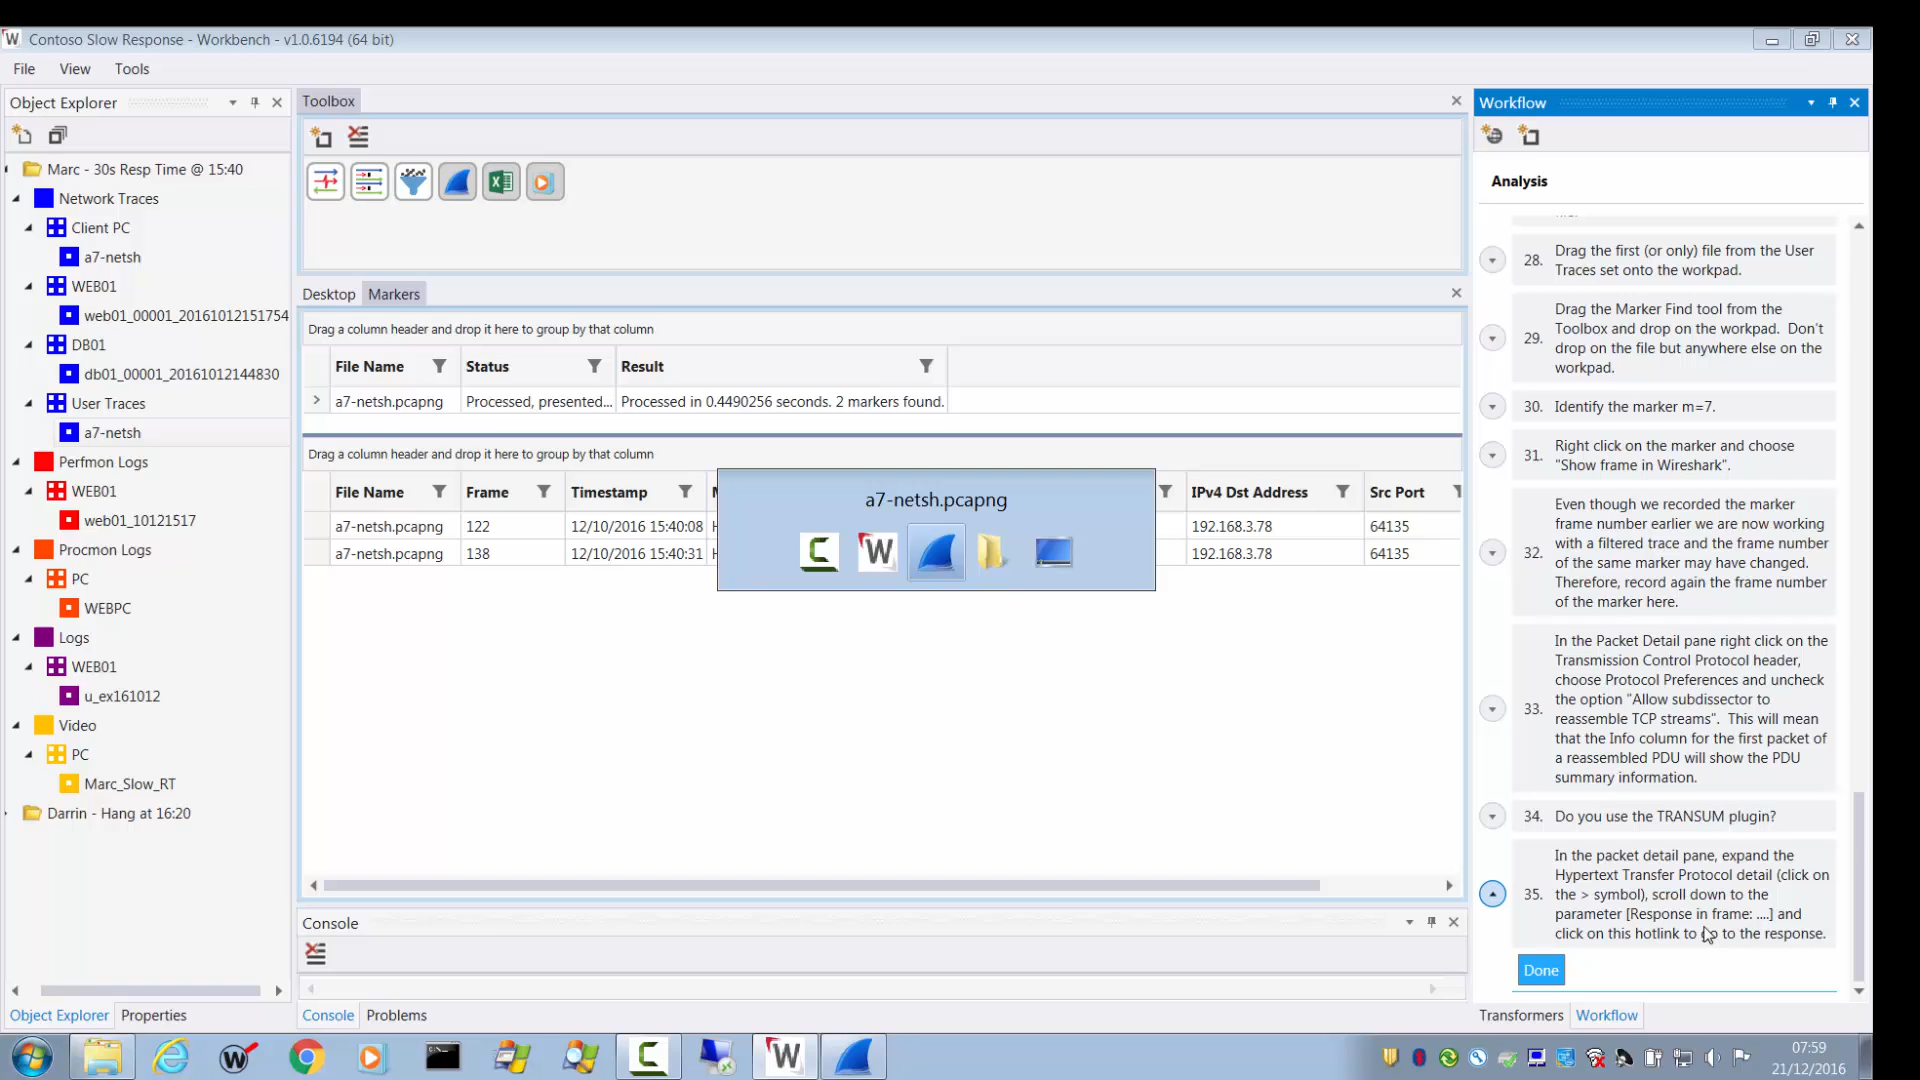 Contoso Slow Response - Workbench - v1.0.6194 (64 bit)
File View Tools
Object Explorer
Marc - 30s Resp Time @ 15:40
Network Traces
Client PC
a7-netsh
WEB01
web01_00001_20161012151754
DB01
db01_00001_20161012144830
User Traces
a7-netsh
Perfmon Logs
WEB01
web01_10121517
Procmon Logs
PC
WEBPC
Logs
WEB01
u_ex161012
Video
PC
Marc_Slow_RT
Darrin - Hang at 16:20
Object Explorer Properties
Toolbox
Desktop Markers
Drag a column header and drop it here to group by that column
File Name Status Result
a7-netsh.pcapng Processed, presented... Processed in 0.4490256 seconds. 2 markers found.
Drag a column header and drop it here to group by that column
File Name Frame Timestamp IPv4 Dst Address Src Port
a7-netsh.pcapng 122 12/10/2016 15:40:08 192.168.3.78 64135
a7-netsh.pcapng 138 12/10/2016 15:40:31 192.168.3.78 64135
a7-netsh.pcapng
Console
Console Problems
Workflow
Analysis
28. Drag the first (or only) file from the User
Traces set onto the workpad.
29. Drag the Marker Find tool from the
Toolbox and drop on the workpad. Don't
drop on the file but anywhere else on the
workpad.
30. Identify the marker m=7.
31. Right click on the marker and choose
"Show frame in Wireshark".
32. Even though we recorded the marker
frame number earlier we are now working
with a filtered trace and the frame number
of the same marker may have changed.
Therefore, record again the frame number
of the marker here.
33. In the Packet Detail pane right click on the
Transmission Control Protocol header,
choose Protocol Preferences and uncheck
the option "Allow subdissector to
reassemble TCP streams". This will mean
that the Info column for the first packet of
a reassembled PDU will show the PDU
summary information.
34. Do you use the TRANSUM plugin?
35. In the packet detail pane, expand the
Hypertext Transfer Protocol detail (click on
the > symbol), scroll down to the
parameter [Response in frame: ....] and
click on this hotlink to go to the response.
Done
Transformers Workflow
07:59
21/12/2016